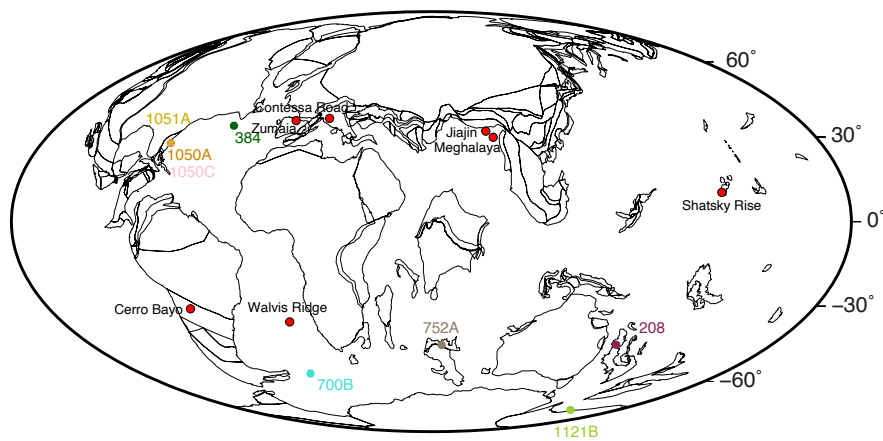 60°
Contessa Road
1051A
Zumaia
384
Jiajin
30°
1050A
Meghalaya
1050C
Shatsky Rise
0°
Cerro Bayo
Walvis Ridge
−30°
752A
208
700B
−60°
1121B